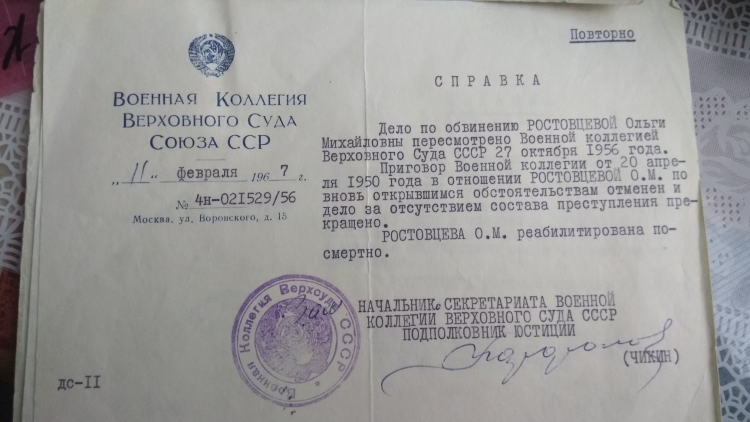 Повторно
ВОЕННАЯ КОЛЛЕГИЯ
ВЕРХОВНОГО СУДА
СОЮЗА ССР
„11“ февраля 1967 г.
№ 4н-021529/56
Москва, ул. Воровского, д. 15
СПРАВКА
Дело по обвинению РОСТОВЦЕВОЙ Ольги
Михайловны пересмотрено Военной коллегией
Верховного Суда СССР 27 октября 1956 года.
Приговор Военной коллегии от 20 апре-
ля 1950 года в отношении РОСТОВЦЕВОЙ О.М. по
вновь открывшимся обстоятельствам отменен и
дело за отсутствием состава преступления пре-
кращено.
РОСТОВЦЕВА О.М. реабилитирована по-
смертно.
НАЧАЛЬНИК СЕКРЕТАРИАТА ВОЕННОЙ
КОЛЛЕГИИ ВЕРХОВНОГО СУДА СССР
ПОДПОЛКОВНИК ЮСТИЦИИ
(ЧИКИН)
Военная Коллегия Верхсуда СССР
дс-II